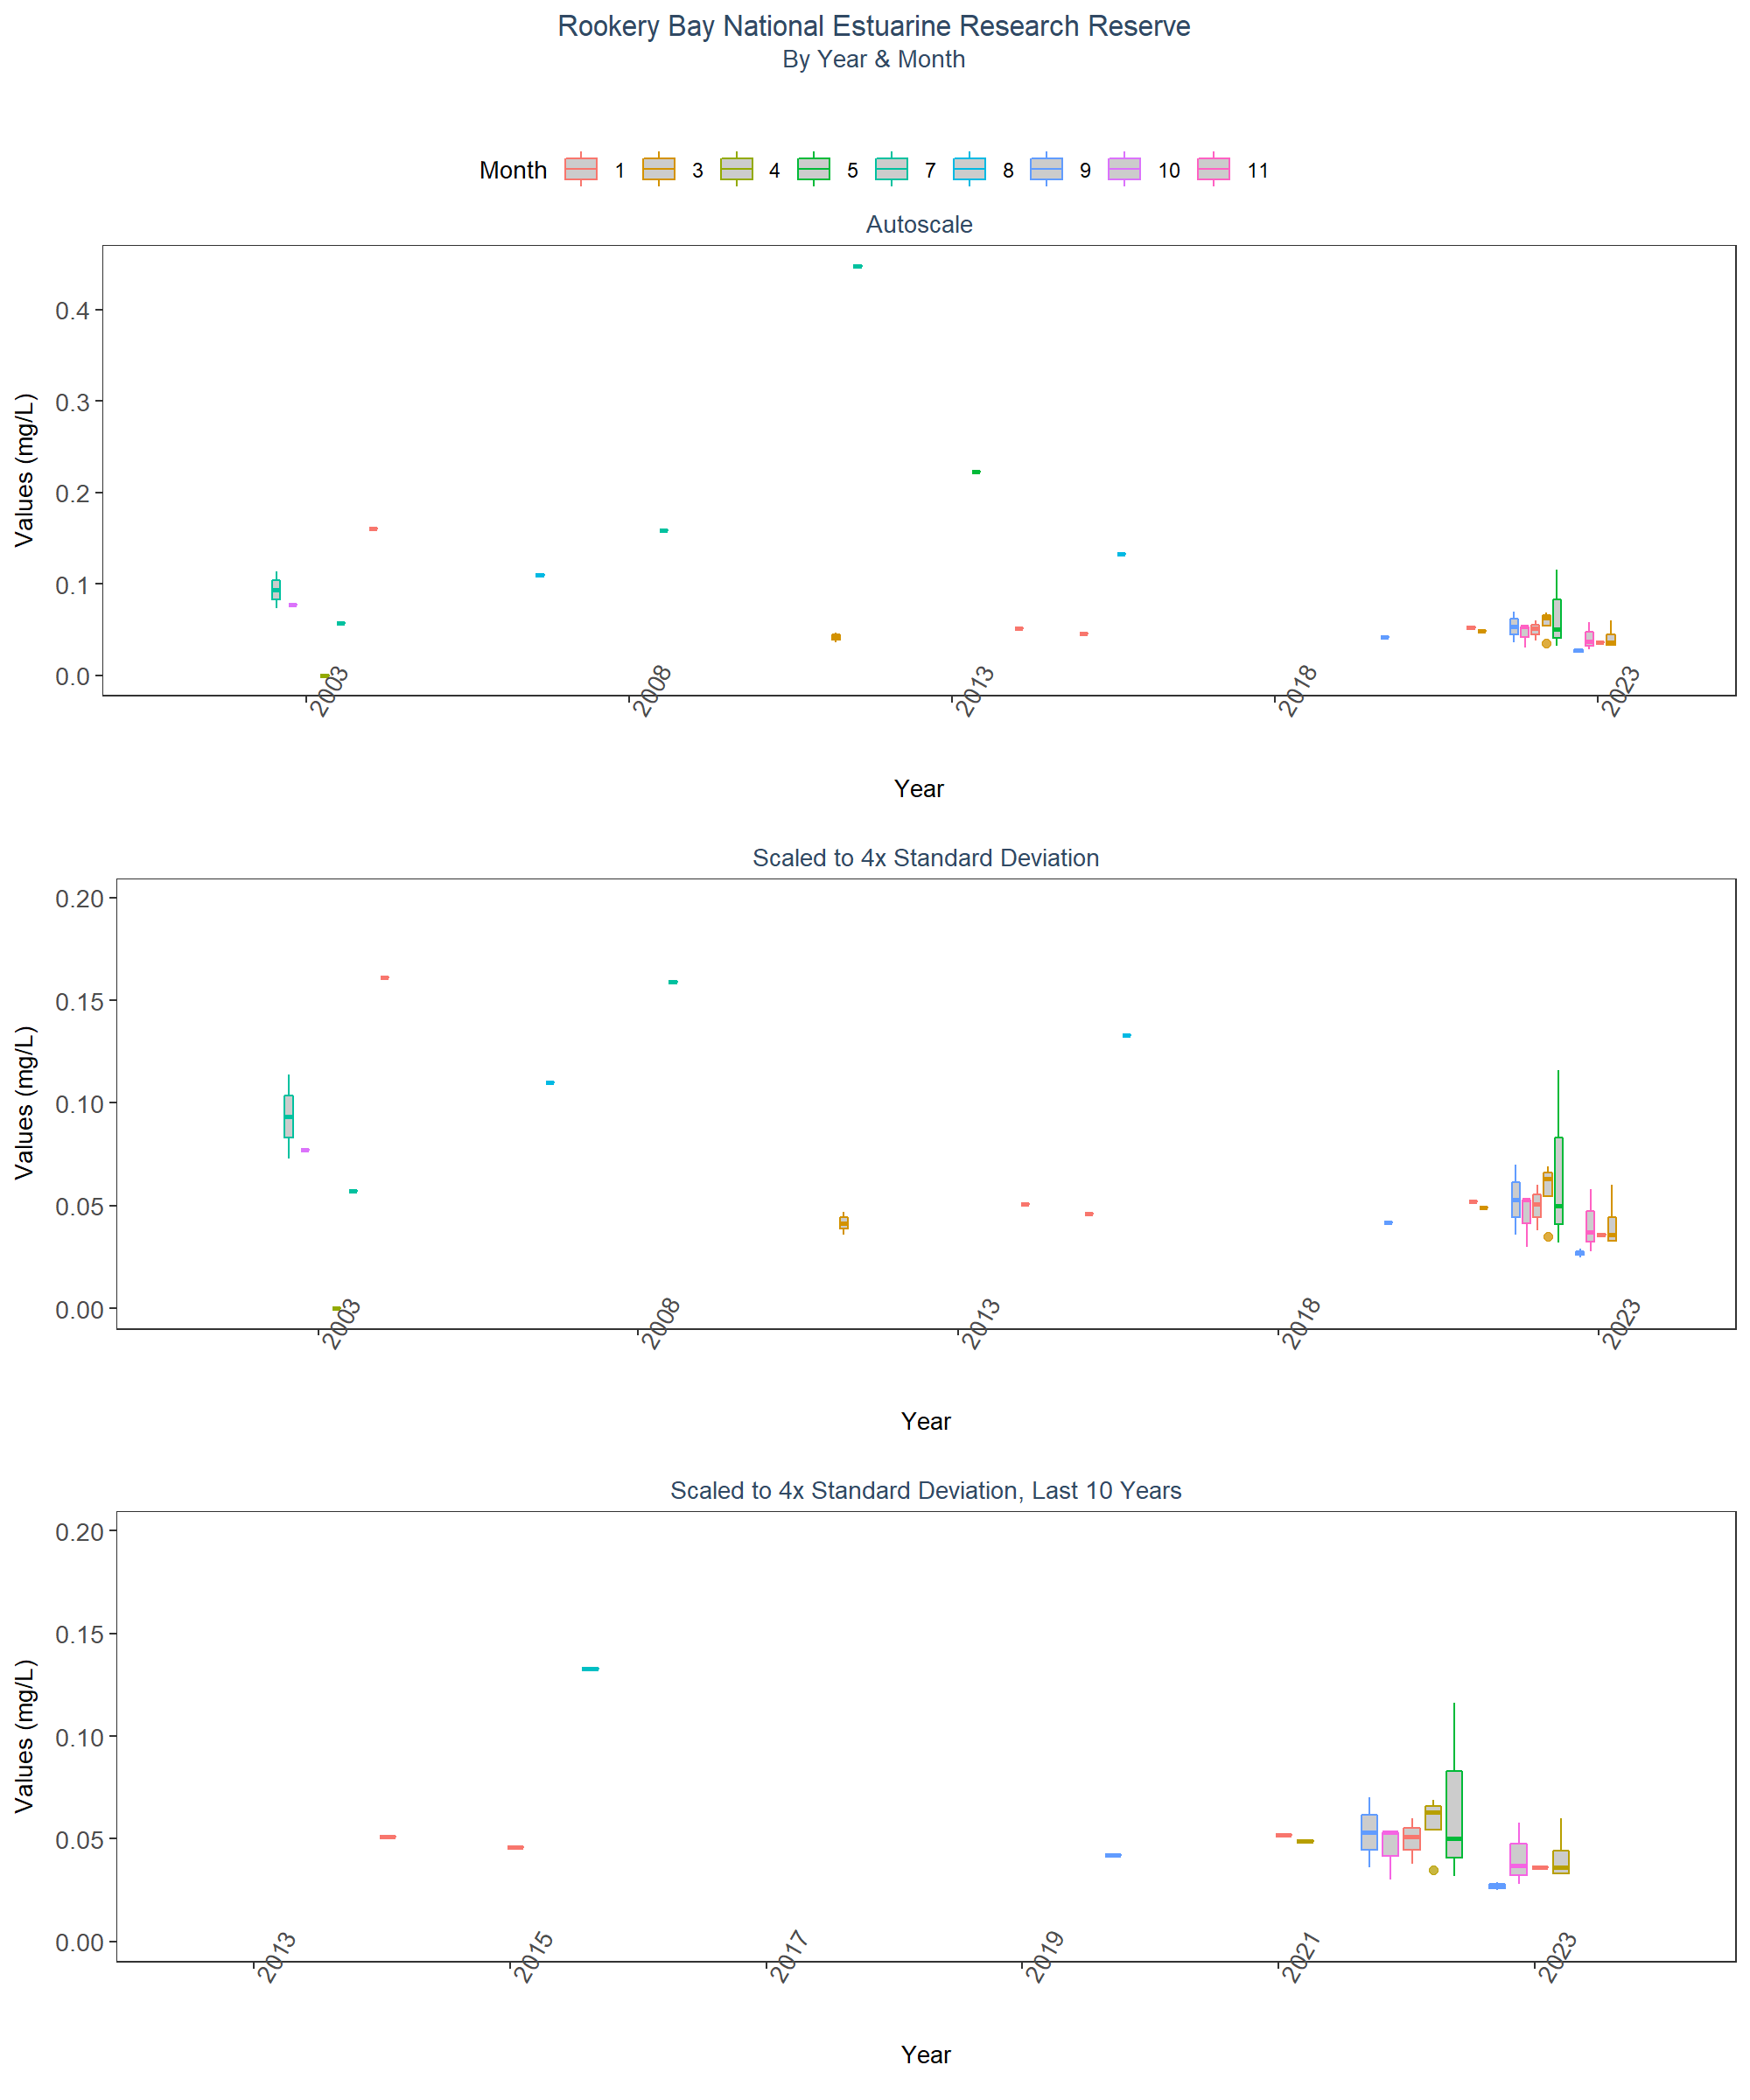 Rookery Bay National Estuarine Research Reserve
By Year & Month
Month 1 3 4 5 7 8 9 10 11
Autoscale
Values (mg/L)
0.4
0.3
0.2
0.1
0.0
2003 2008 2013 2018 2023
Year
Scaled to 4x Standard Deviation
Values (mg/L)
0.20
0.15
0.10
0.05
0.00
2003 2008 2013 2018 2023
Year
Scaled to 4x Standard Deviation, Last 10 Years
Values (mg/L)
0.20
0.15
0.10
0.05
0.00
2013 2015 2017 2019 2021 2023
Year